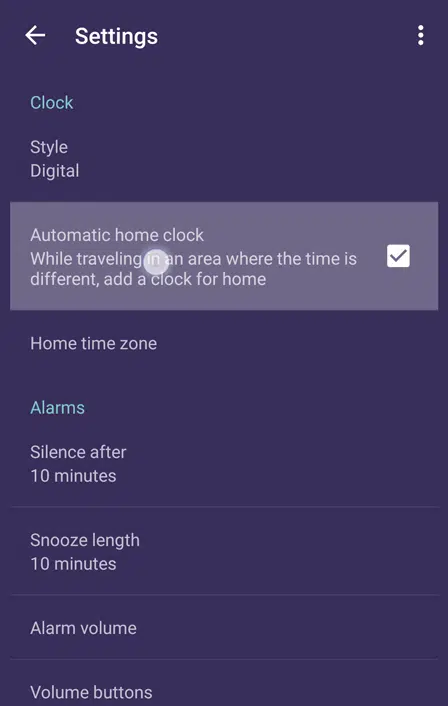 Settings
Clock
Style
Digital
Automatic home clock
While traveling in an area where the time is
different, add a clock for home
Home time zone
Alarms
Silence after
10 minutes
Snooze length
10 minutes
Alarm volume
Volume buttons